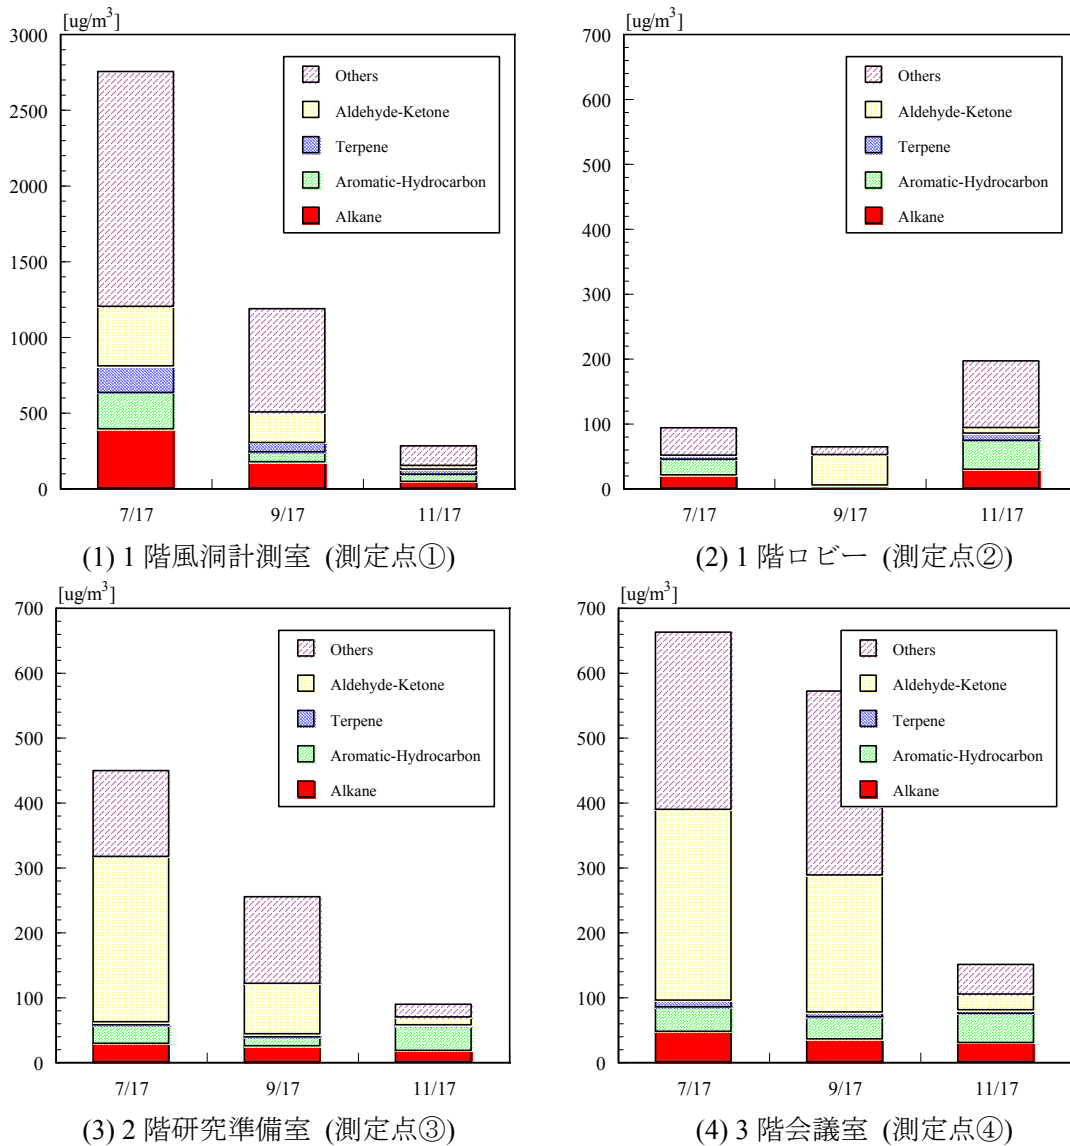 [ug/m³]
3000
2500
2000
1500
1000
500
0
Others
Aldehyde-Ketone
Terpene
Aromatic-Hydrocarbon
Alkane
7/17 9/17 11/17
(1) 1 階風洞計測室 (測定点①)
[ug/m³]
700
600
500
400
300
200
100
0
Others
Aldehyde-Ketone
Terpene
Aromatic-Hydrocarbon
Alkane
7/17 9/17 11/17
(2) 1 階ロビー (測定点②)
[ug/m³]
700
600
500
400
300
200
100
0
Others
Aldehyde-Ketone
Terpene
Aromatic-Hydrocarbon
Alkane
7/17 9/17 11/17
(3) 2 階研究準備室 (測定点③)
[ug/m³]
700
600
500
400
300
200
100
0
Others
Aldehyde-Ketone
Terpene
Aromatic-Hydrocarbon
Alkane
7/17 9/17 11/17
(4) 3 階会議室 (測定点④)